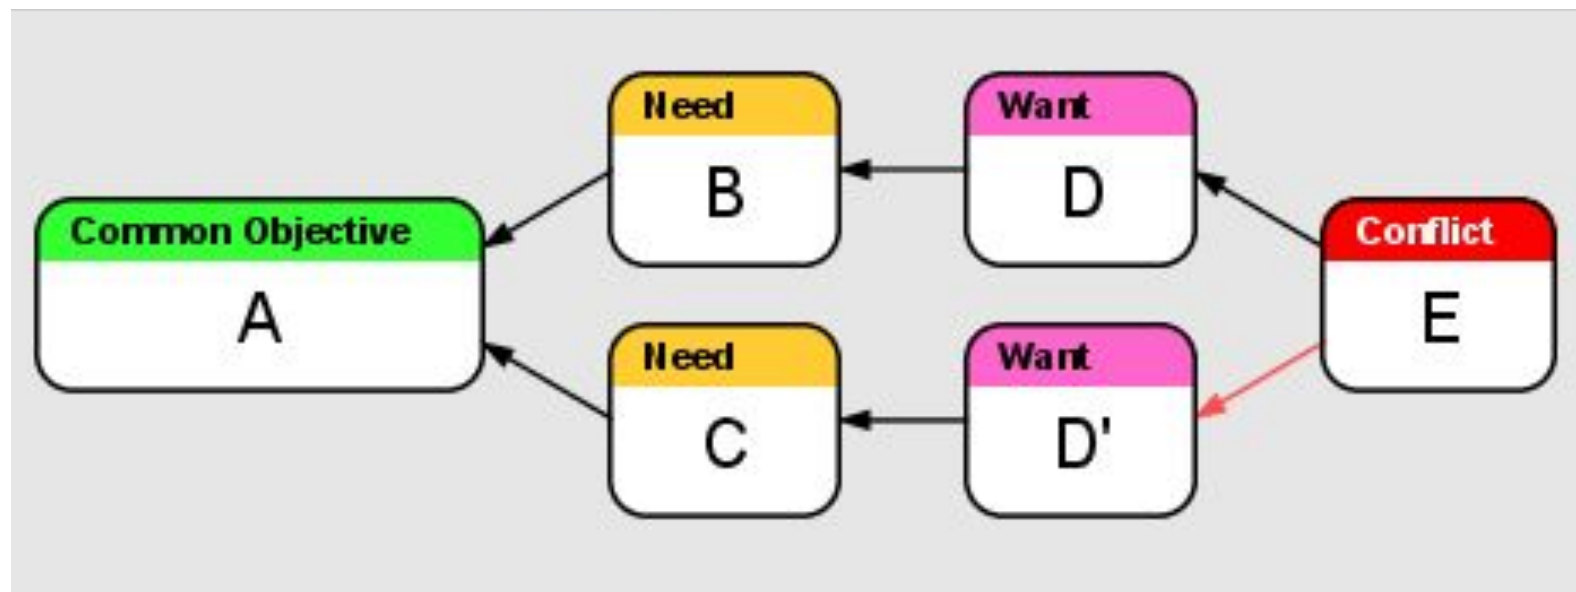 Need
B
Want
D
Common Objective
A
Conflict
E
Need
C
Want
D'